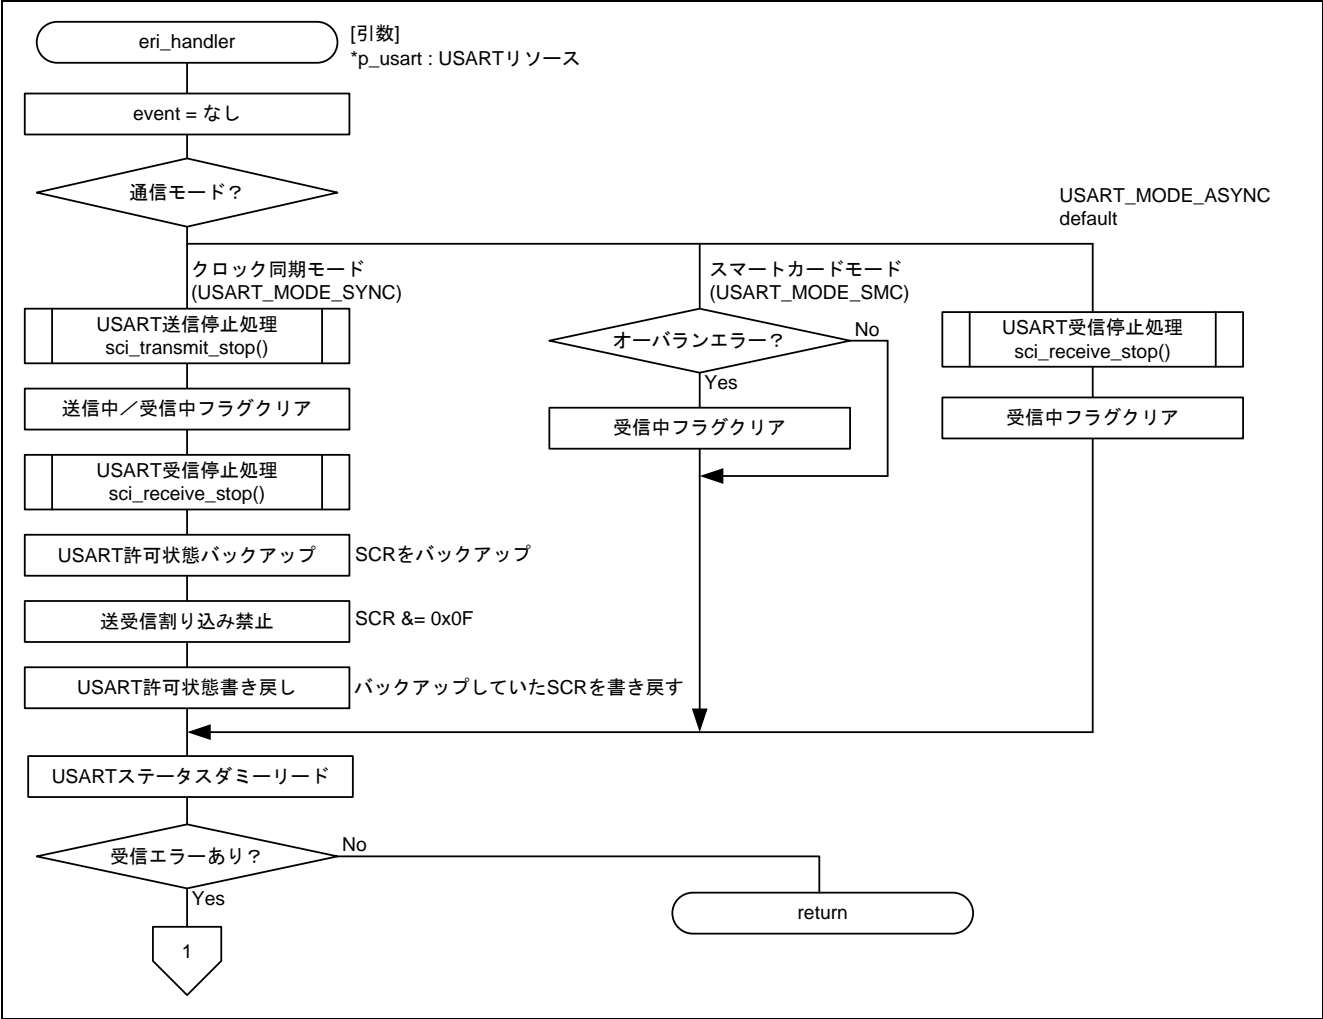 eri_handler
[引数]
*p_usart : USARTリソース
event = なし
通信モード？
USART_MODE_ASYNC
default
クロック同期モード
(USART_MODE_SYNC)
スマートカードモード
(USART_MODE_SMC)
USART送信停止処理
sci_transmit_stop()
オーバランエラー？
No
Yes
USART受信停止処理
sci_receive_stop()
送信中／受信中フラグクリア
受信中フラグクリア
受信中フラグクリア
USART受信停止処理
sci_receive_stop()
USART許可状態バックアップ
SCRをバックアップ
送受信割り込み禁止
SCR &= 0x0F
USART許可状態書き戻し
バックアップしていたSCRを書き戻す
USARTステータスダミーリード
受信エラーあり？
No
Yes
return
1